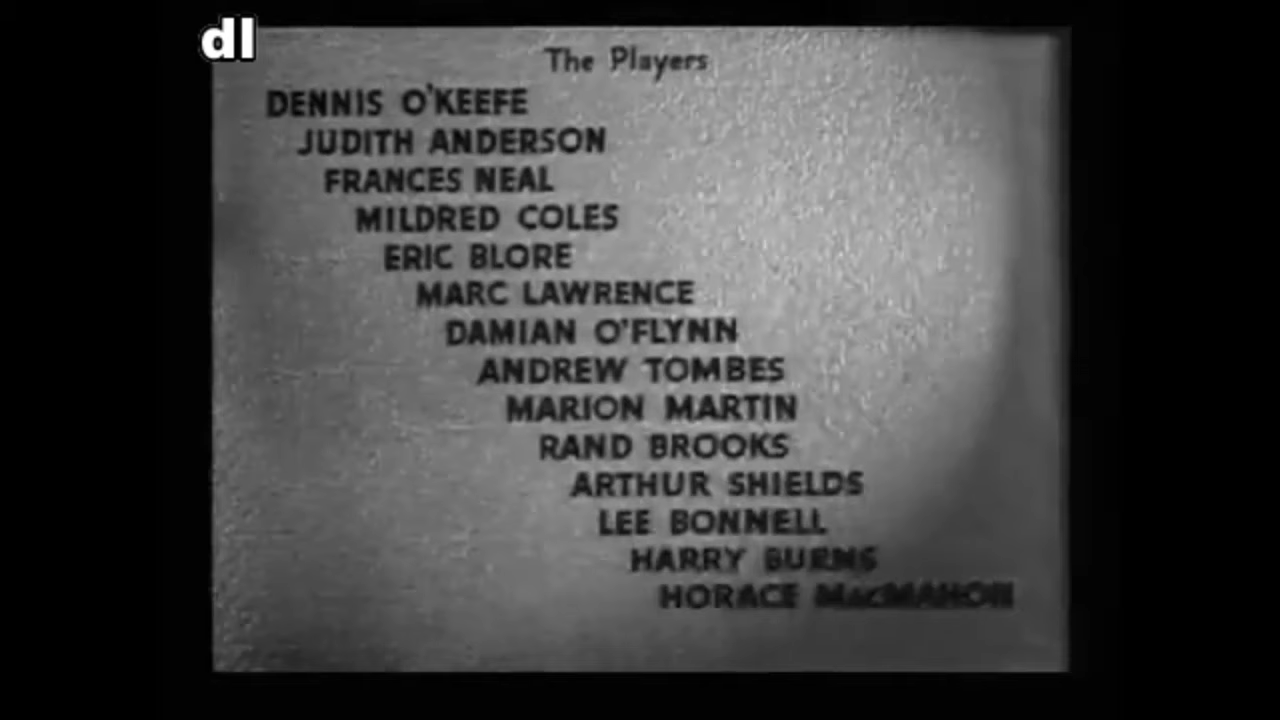 dl
The Players
DENNIS O'KEEFE
JUDITH ANDERSON
FRANCES NEAL
MILDRED COLES
ERIC BLORE
MARC LAWRENCE
DAMIAN O'FLYNN
ANDREW TOMBES
MARION MARTIN
RAND BROOKS
ARTHUR SHIELDS
LEE BONNELL
HARRY BURNS
HORACE MacMAHON